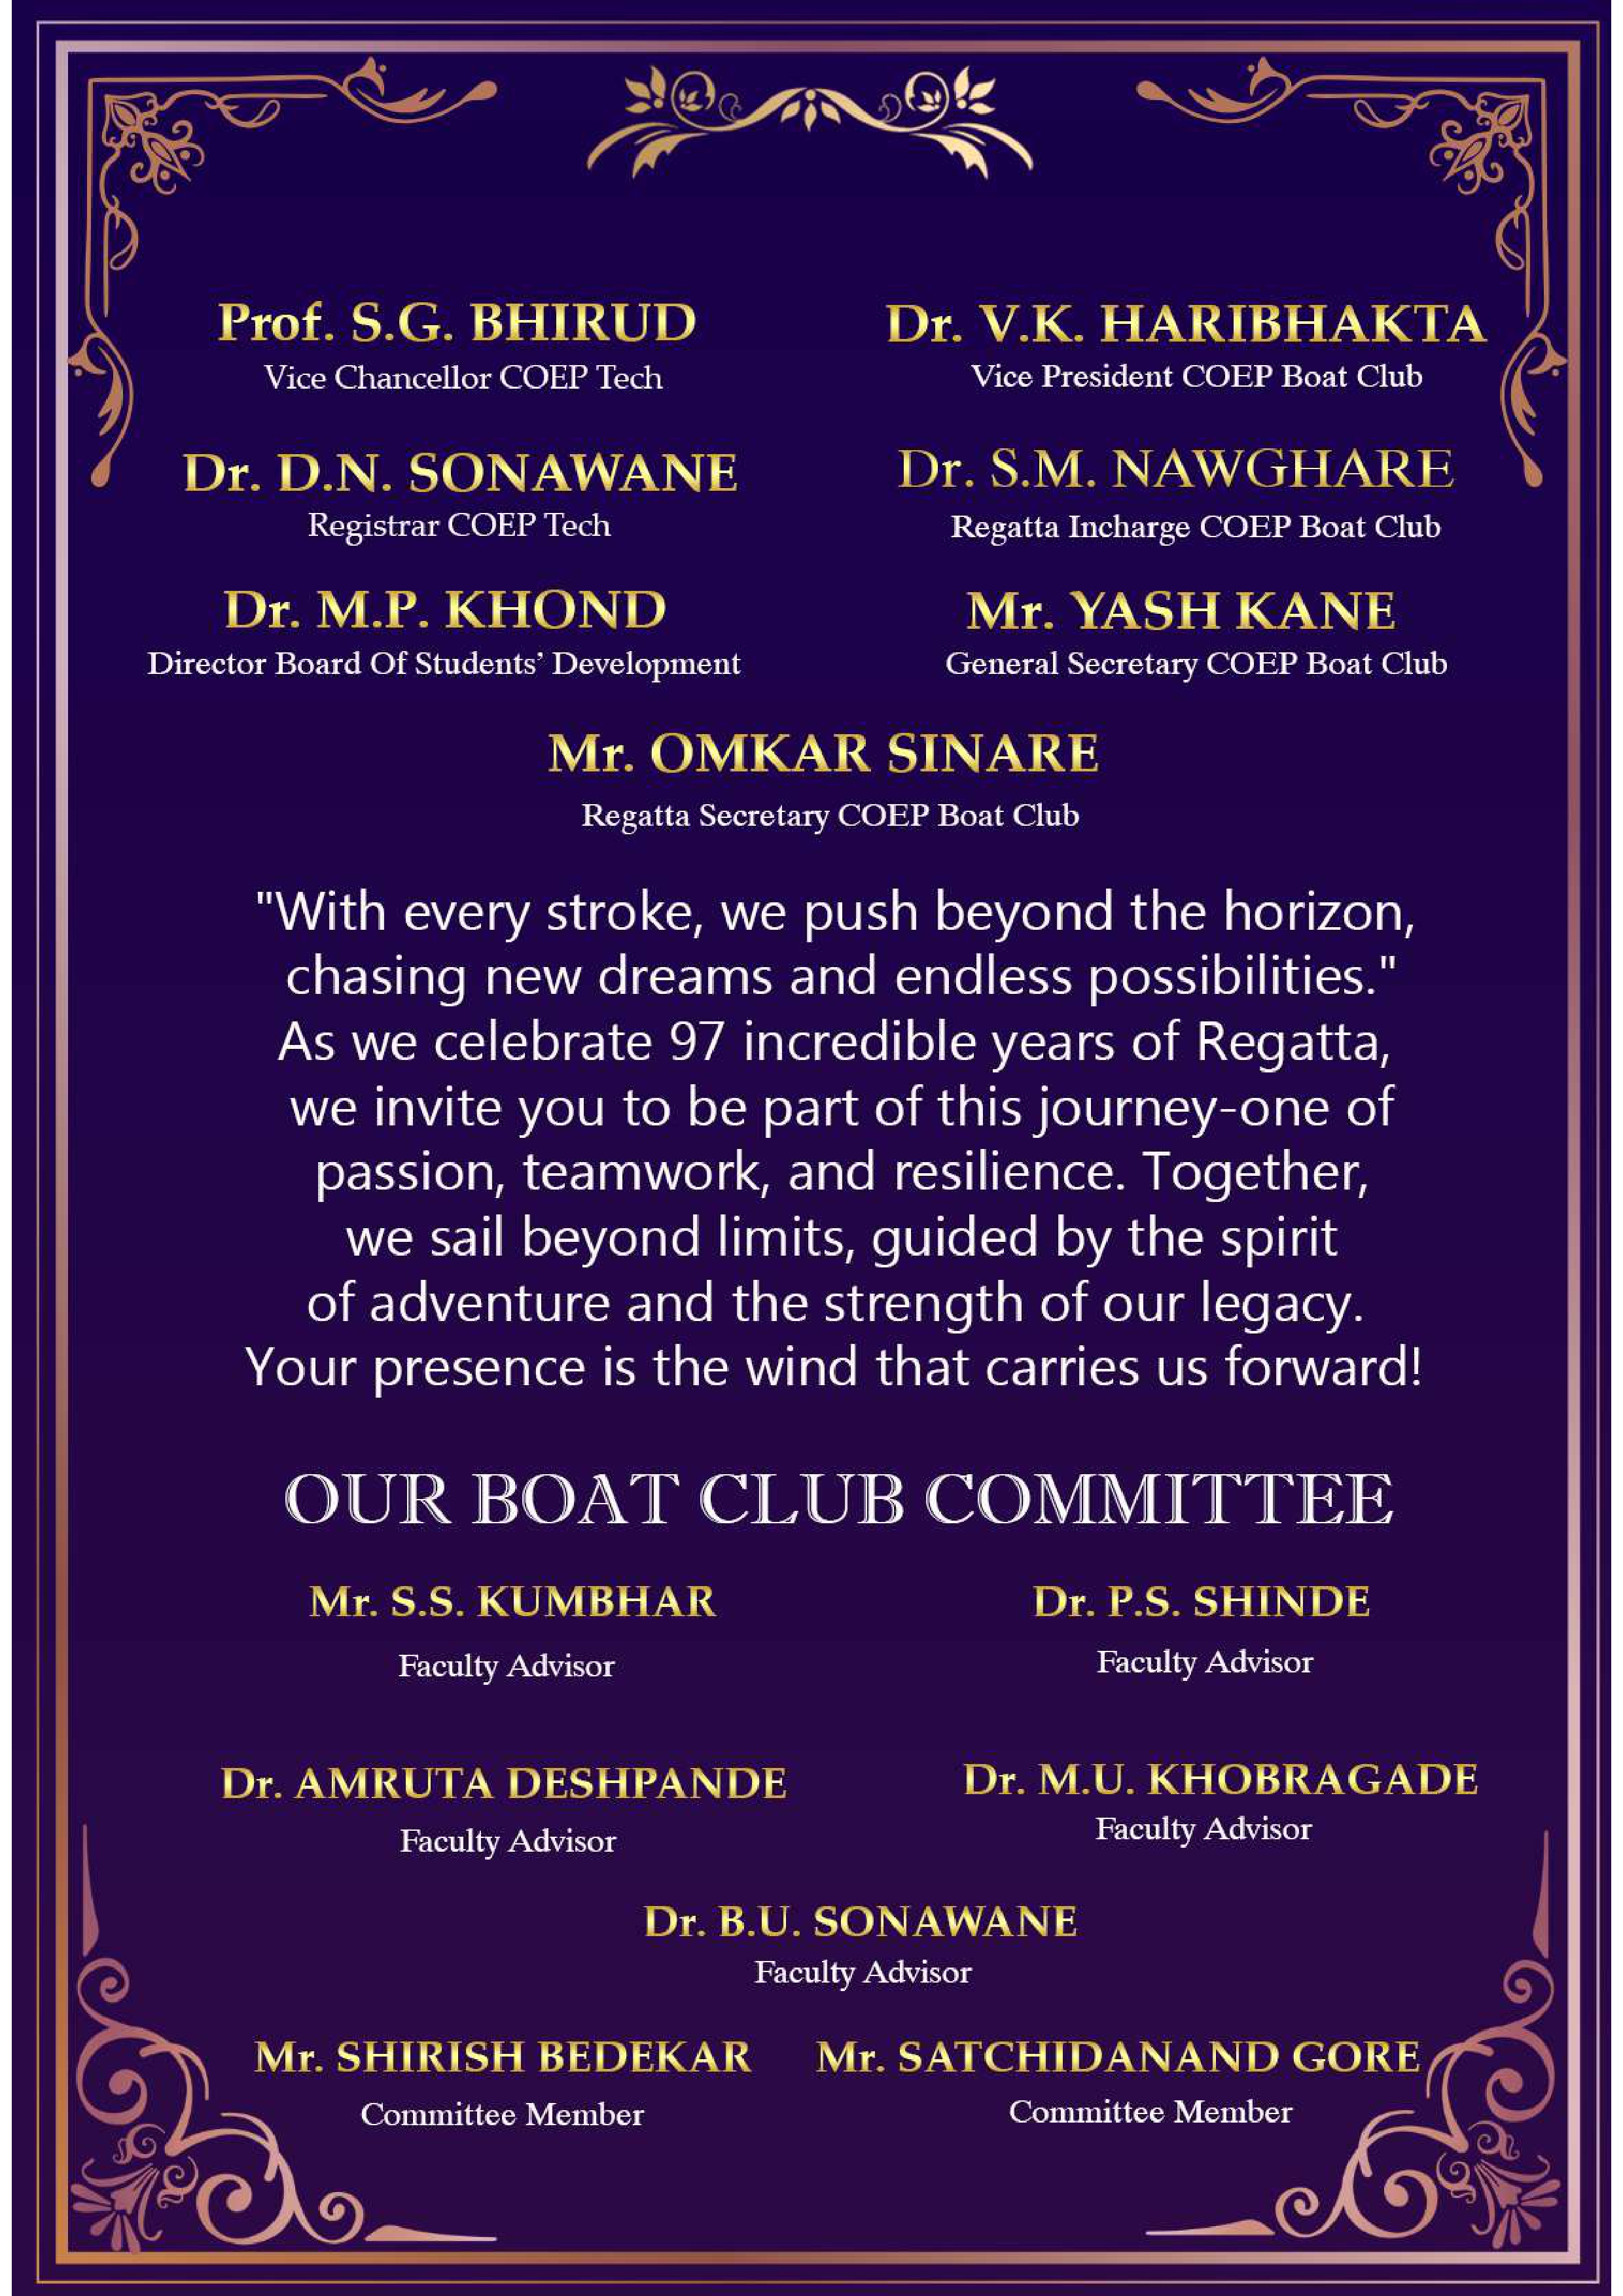 Prof. S.G. BHIRUD
Vice Chancellor COEP Tech
Dr. V.K. HARIBHAKTA
Vice President COEP Boat Club
Dr. D.N. SONAWANE
Registrar COEP Tech
Dr. S.M. NAWGHARE
Regatta Incharge COEP Boat Club
Dr. M.P. KHOND
Director Board Of Students’ Development
Mr. YASH KANE
General Secretary COEP Boat Club
Mr. OMKAR SINARE
Regatta Secretary COEP Boat Club
"With every stroke, we push beyond the horizon,
chasing new dreams and endless possibilities."
As we celebrate 97 incredible years of Regatta,
we invite you to be part of this journey-one of
passion, teamwork, and resilience. Together,
we sail beyond limits, guided by the spirit
of adventure and the strength of our legacy.
Your presence is the wind that carries us forward!
OUR BOAT CLUB COMMITTEE
Mr. S.S. KUMBHAR
Faculty Advisor
Dr. P.S. SHINDE
Faculty Advisor
Dr. AMRUTA DESHPANDE
Faculty Advisor
Dr. M.U. KHOBRAGADE
Faculty Advisor
Dr. B.U. SONAWANE
Faculty Advisor
Mr. SHIRISH BEDEKAR
Committee Member
Mr. SATCHIDANAND GORE
Committee Member